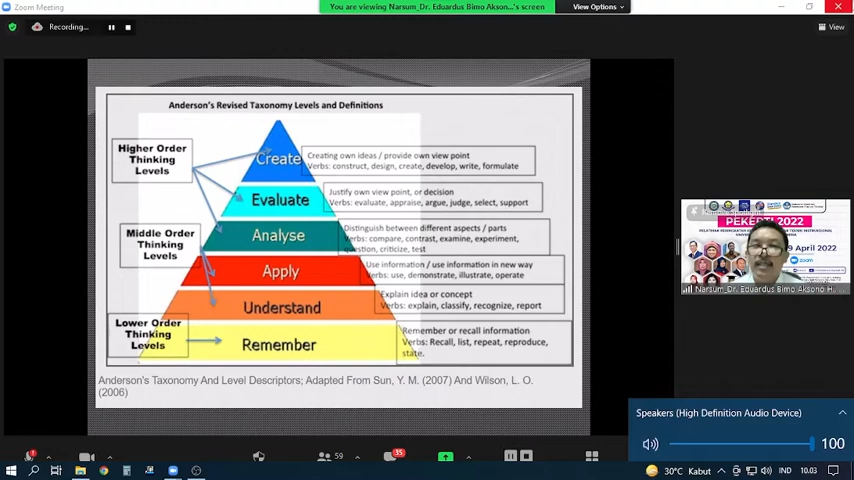 Zoom Meeting
You are viewing Narsum_Dr. Eduardus Bimo Akson...'s screen
View Options
Recording...
View
Anderson's Revised Taxonomy Levels and Definitions
Higher Order
Thinking
Levels
Create
Creating own ideas / provide own view point
Verbs: construct, design, create, develop, write, formulate
Evaluate
Justify own view point, or decision
Verbs: evaluate, appraise, argue, judge, select, support
Middle Order
Thinking
Levels
Analyse
Distinguish between different aspects / parts
Verbs: compare, contrast, examine, experiment,
question, criticize, test
Apply
Use information / use information in new way
Verbs: use, demonstrate, illustrate, operate
Understand
Explain idea or concept
Verbs: explain, classify, recognize, report
Lower Order
Thinking
Levels
Remember
Remember or recall information
Verbs: Recall, list, repeat, reproduce,
state.
Anderson's Taxonomy And Level Descriptors; Adapted From Sun, Y. M. (2007) And Wilson, L. O.
(2006)
PEKERTI 2022
9 April 2022
zoom
Narsum_Dr. Eduardus Bimo Aksono H...
Speakers (High Definition Audio Device)
100
59
35
30°C Kabut
IND
10.03